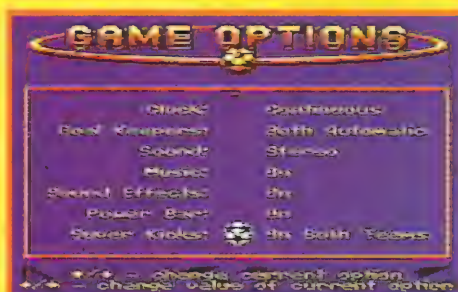 GAME OPTIONS
Clock: Continuous
Goal Keepers: Both Automatic
Sound: Stereo
Music: On
Sound Effects: On
Power Bar: On
Super Kicks: On Both Teams
- change current option
- change value of current option